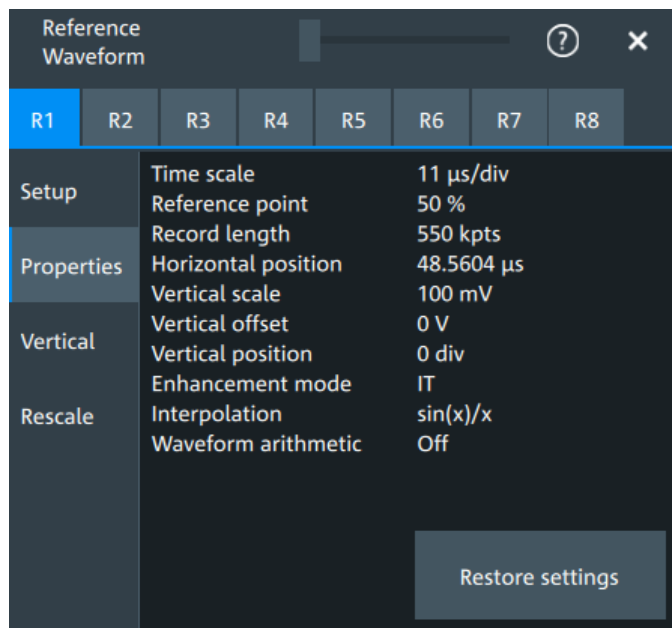 Reference
Waveform
?
R1 R2 R3 R4 R5 R6 R7 R8
Setup
Properties
Vertical
Rescale
Time scale 11 µs/div
Reference point 50 %
Record length 550 kpts
Horizontal position 48.5604 µs
Vertical scale 100 mV
Vertical offset 0 V
Vertical position 0 div
Enhancement mode IT
Interpolation sin(x)/x
Waveform arithmetic Off
Restore settings